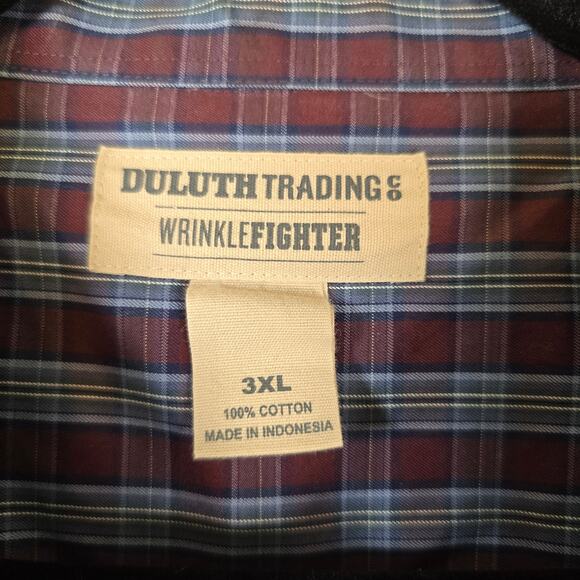 DULUTH TRADING CO
WRINKLEFIGHTER
3XL
100% COTTON
MADE IN INDONESIA